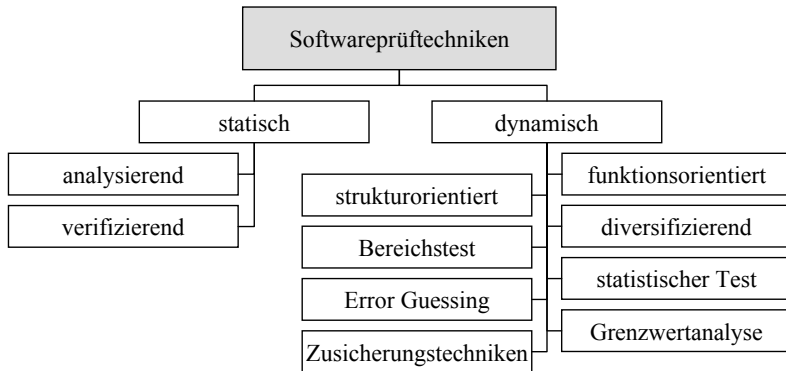 Softwareprüftechniken
statisch
dynamisch
analysierend
verifizierend
strukturorientiert
Bereichstest
Error Guessing
Zusicherungstechniken
funktionsorientiert
diversifizierend
statistischer Test
Grenzwertanalyse